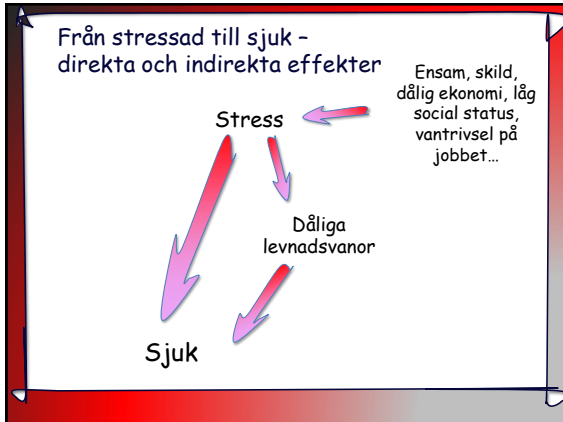 Från stressad till sjuk –
direkta och indirekta effekter
Ensam, skild,
dålig ekonomi, låg
social status,
vantrivsel på
jobbet…
Stress
Dåliga
levnadsvanor
Sjuk